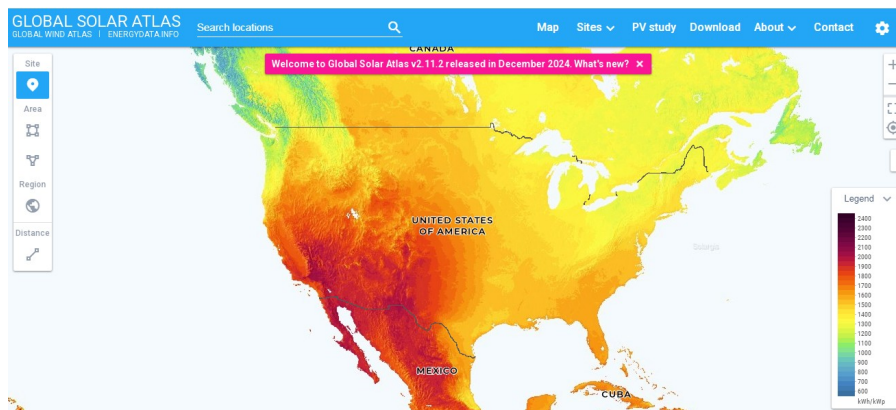 GLOBAL SOLAR ATLAS
GLOBAL WIND ATLAS | ENERGYDATA.INFO
Search locations
Map Sites PV study Download About Contact
Welcome to Global Solar Atlas v2.11.2 released in December 2024. What's new? ×
Site
Area
Region
Distance
CANADA
UNITED STATES
OF AMERICA
MEXICO
CUBA
Solargis
Legend
2400
2300
2200
2100
2000
1900
1800
1700
1600
1500
1400
1300
1200
1100
1000
900
800
700
600
kWh/kWp